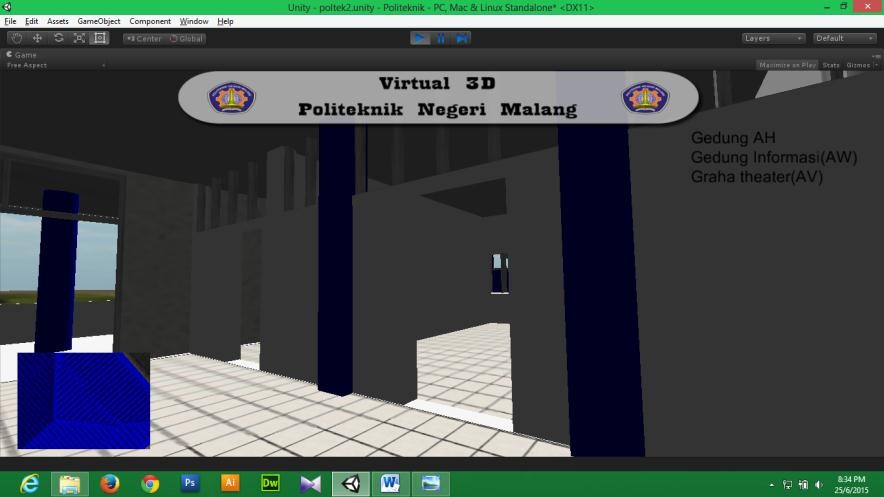 Unity - poltek2.unity - Politeknik - PC, Mac & Linux Standalone* <DX11>
File Edit Assets GameObject Component Window Help
Center Global Layers Default
Game
Free Aspect Maximize on Play Stats Gizmos
Virtual 3D
Politeknik Negeri Malang
Gedung AH
Gedung Informasi(AW)
Graha theater(AV)
Ps Ai Dw W
8:34 PM
25/6/2015